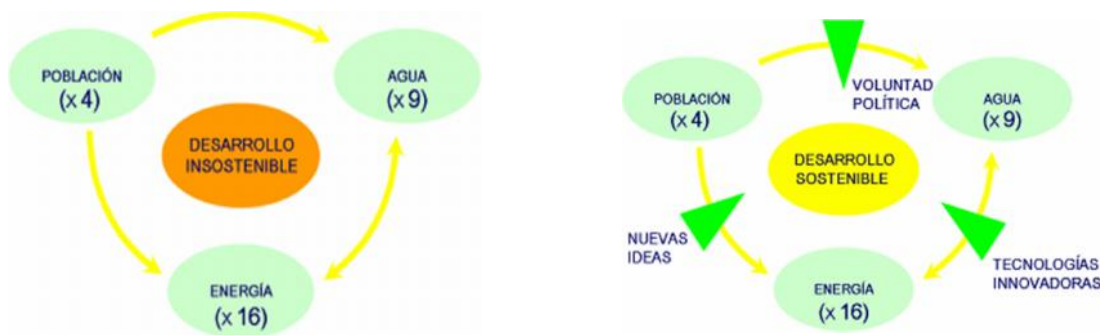 POBLACIÓN
(x 4)
AGUA
(x 9)
DESARROLLO
INSOSTENIBLE
ENERGÍA
(x 16)
VOLUNTAD
POLÍTICA
POBLACIÓN
(x 4)
AGUA
(x 9)
DESARROLLO
SOSTENIBLE
NUEVAS
IDEAS
TECNOLOGÍAS
INNOVADORAS
ENERGÍA
(x 16)